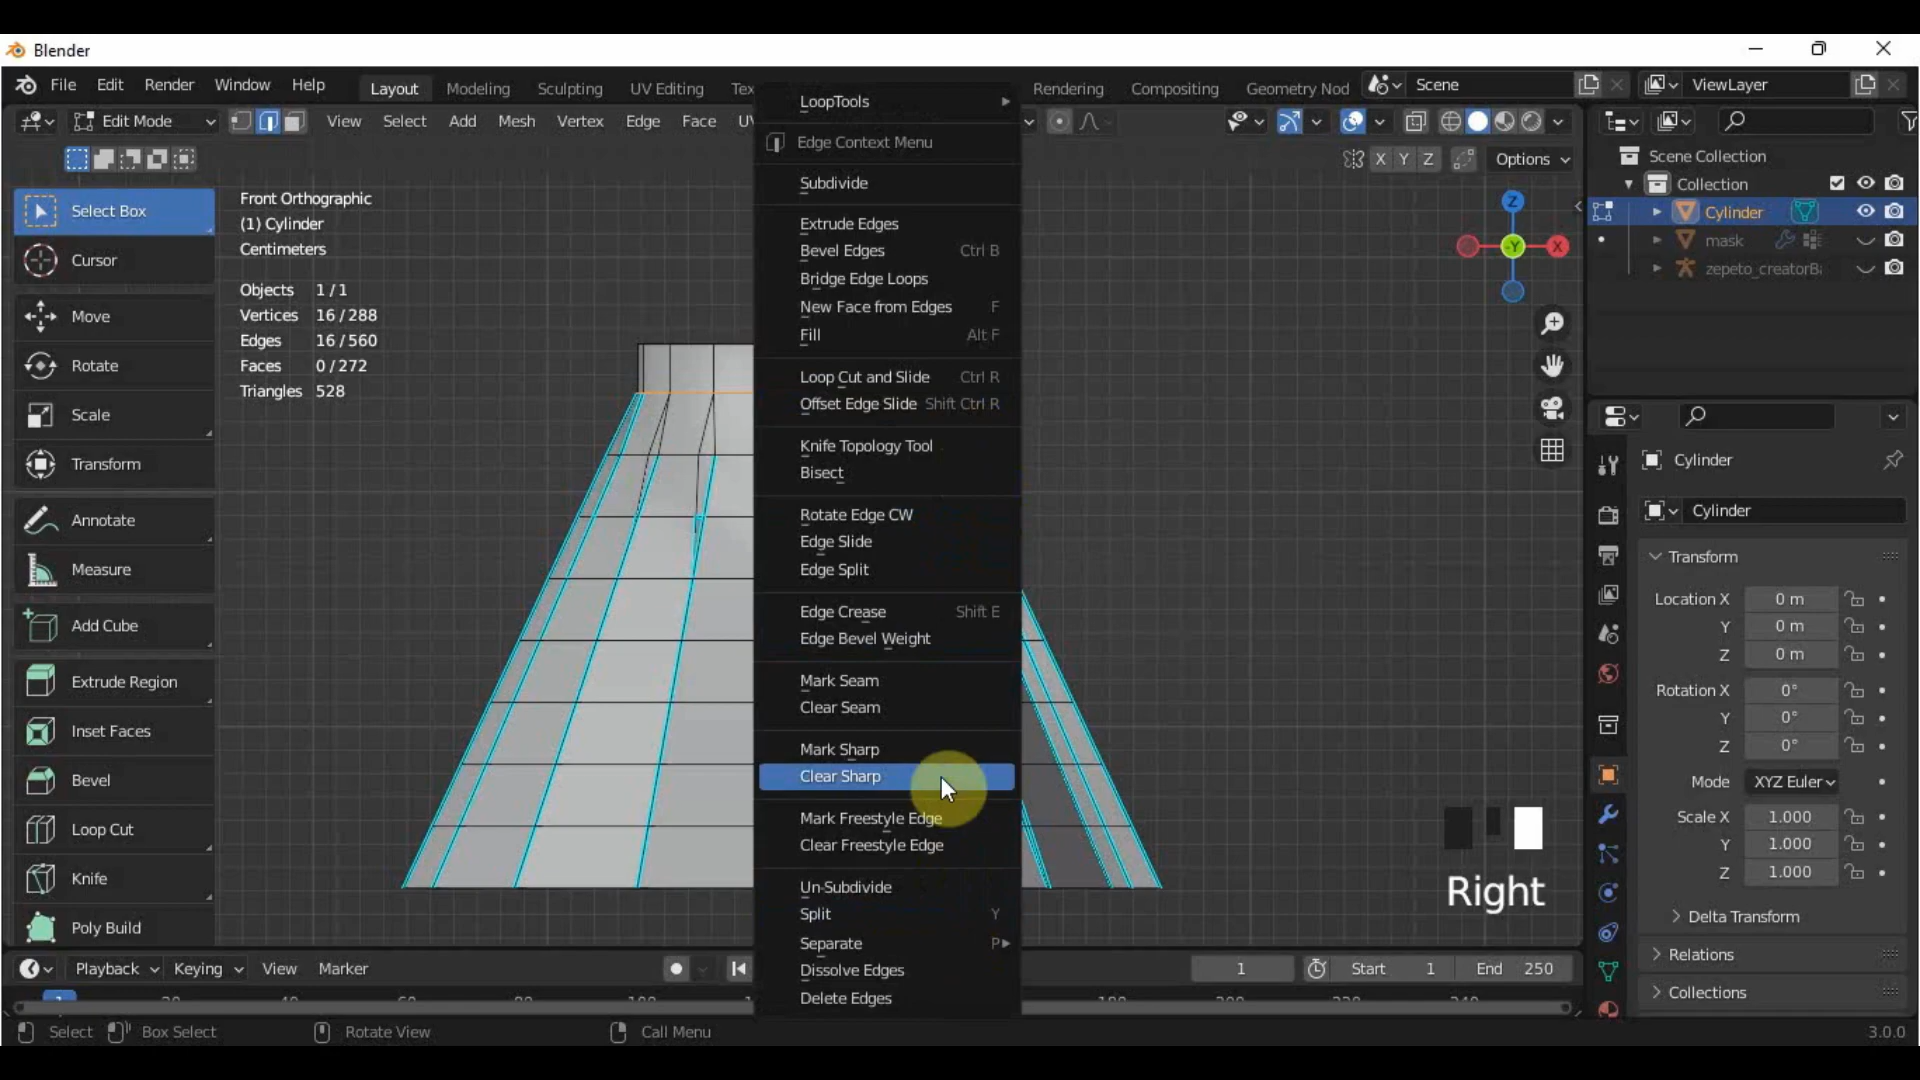 Blender
File Edit Render Window Help Layout Modeling Sculpting UV Editing Tex Rendering Compositing Geometry Nod Scene ViewLayer
Edit Mode View Select Add Mesh Vertex Edge Face UV
X Y Z Options
Select Box
Cursor
Move
Rotate
Scale
Transform
Annotate
Measure
Add Cube
Extrude Region
Inset Faces
Bevel
Loop Cut
Knife
Poly Build
Front Orthographic
(1) Cylinder
Centimeters
Objects 1/1
Vertices 16/288
Edges 16/560
Faces 0/272
Triangles 528
LoopTools
Edge Context Menu
Subdivide
Extrude Edges
Bevel Edges Ctrl B
Bridge Edge Loops
New Face from Edges F
Fill Alt F
Loop Cut and Slide Ctrl R
Offset Edge Slide Shift Ctrl R
Knife Topology Tool
Bisect
Rotate Edge CW
Edge Slide
Edge Split
Edge Crease Shift E
Edge Bevel Weight
Mark Seam
Clear Seam
Mark Sharp
Clear Sharp
Mark Freestyle Edge
Clear Freestyle Edge
Un-Subdivide
Split Y
Separate P
Dissolve Edges
Delete Edges
Z
-Y X
Right
Scene Collection
Collection
Cylinder
mask
zepeto_creatorBa
Cylinder
Cylinder
Transform
Location X 0 m
Y 0 m
Z 0 m
Rotation X 0°
Y 0°
Z 0°
Mode XYZ Euler
Scale X 1.000
Y 1.000
Z 1.000
Delta Transform
Relations
Collections
Playback Keying View Marker 1 Start 1 End 250
Select Box Select Rotate View Call Menu 3.0.0